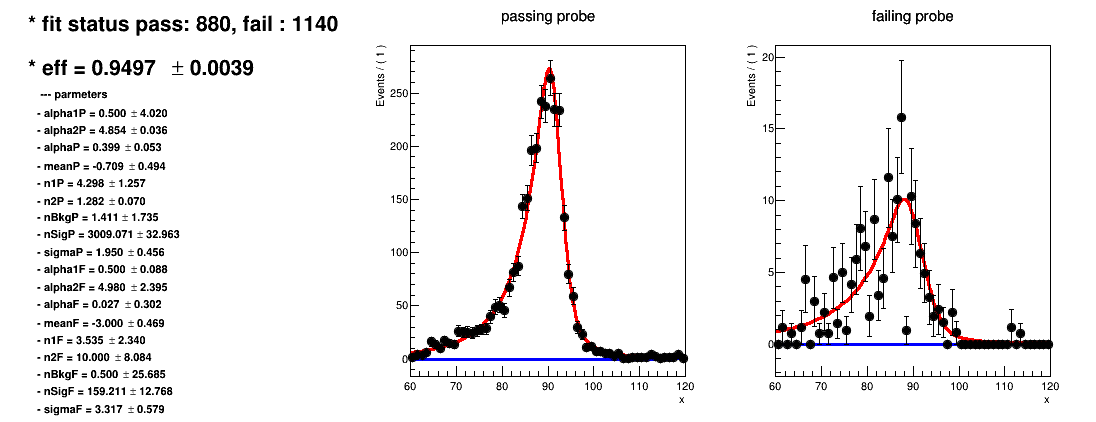 * fit status pass: 880, fail : 1140
* eff = 0.9497 ± 0.0039
--- parmeters
- alpha1P = 0.500 ± 4.020
- alpha2P = 4.854 ± 0.036
- alphaP = 0.399 ± 0.053
- meanP = -0.709 ± 0.494
- n1P = 4.298 ± 1.257
- n2P = 1.282 ± 0.070
- nBkgP = 1.411 ± 1.735
- nSigP = 3009.071 ± 32.963
- sigmaP = 1.950 ± 0.456
- alpha1F = 0.500 ± 0.088
- alpha2F = 4.980 ± 2.395
- alphaF = 0.027 ± 0.302
- meanF = -3.000 ± 0.469
- n1F = 3.535 ± 2.340
- n2F = 10.000 ± 8.084
- nBkgF = 0.500 ± 25.685
- nSigF = 159.211 ± 12.768
- sigmaF = 3.317 ± 0.579
passing probe
Events / ( 1 )
250
200
150
100
50
0
60 70 80 90 100 110 120
x
failing probe
Events / ( 1 )
20
15
10
5
0
60 70 80 90 100 110 120
x